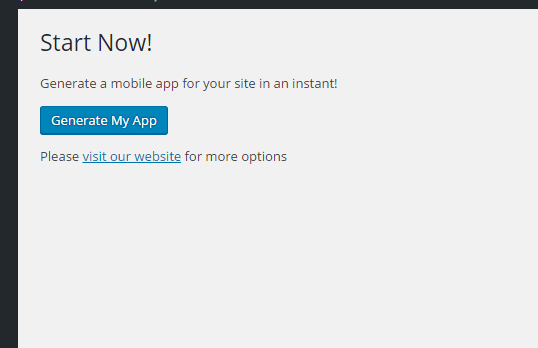 Start Now!
Generate a mobile app for your site in an instant!
Generate My App
Please visit our website for more options